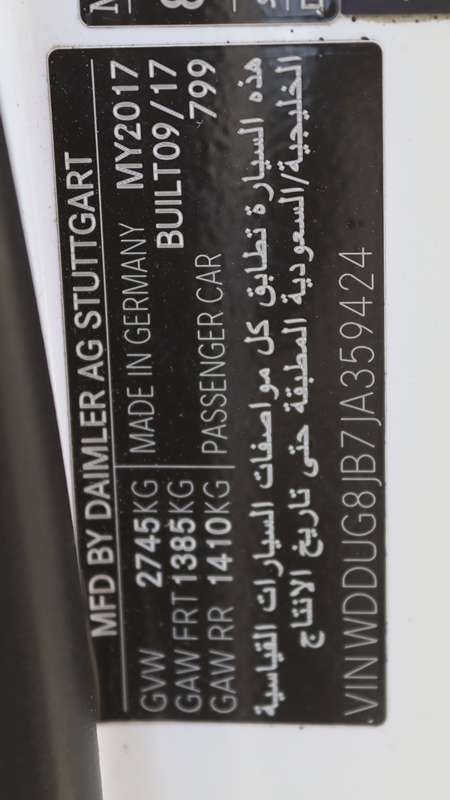 MFD BY DAIMLER AG STUTTGART
GVW 2745KG MADE IN GERMANY MY2017
GAW FRT 1385KG BUILT09/17
GAW RR 1410KG PASSENGER CAR 799
هذه السيارة تطابق كل مواصفات السيارات القياسية
الخليجية/السعودية المطبقة حتى تاريخ الانتاج
VIN WDDUG8JB7JA359424